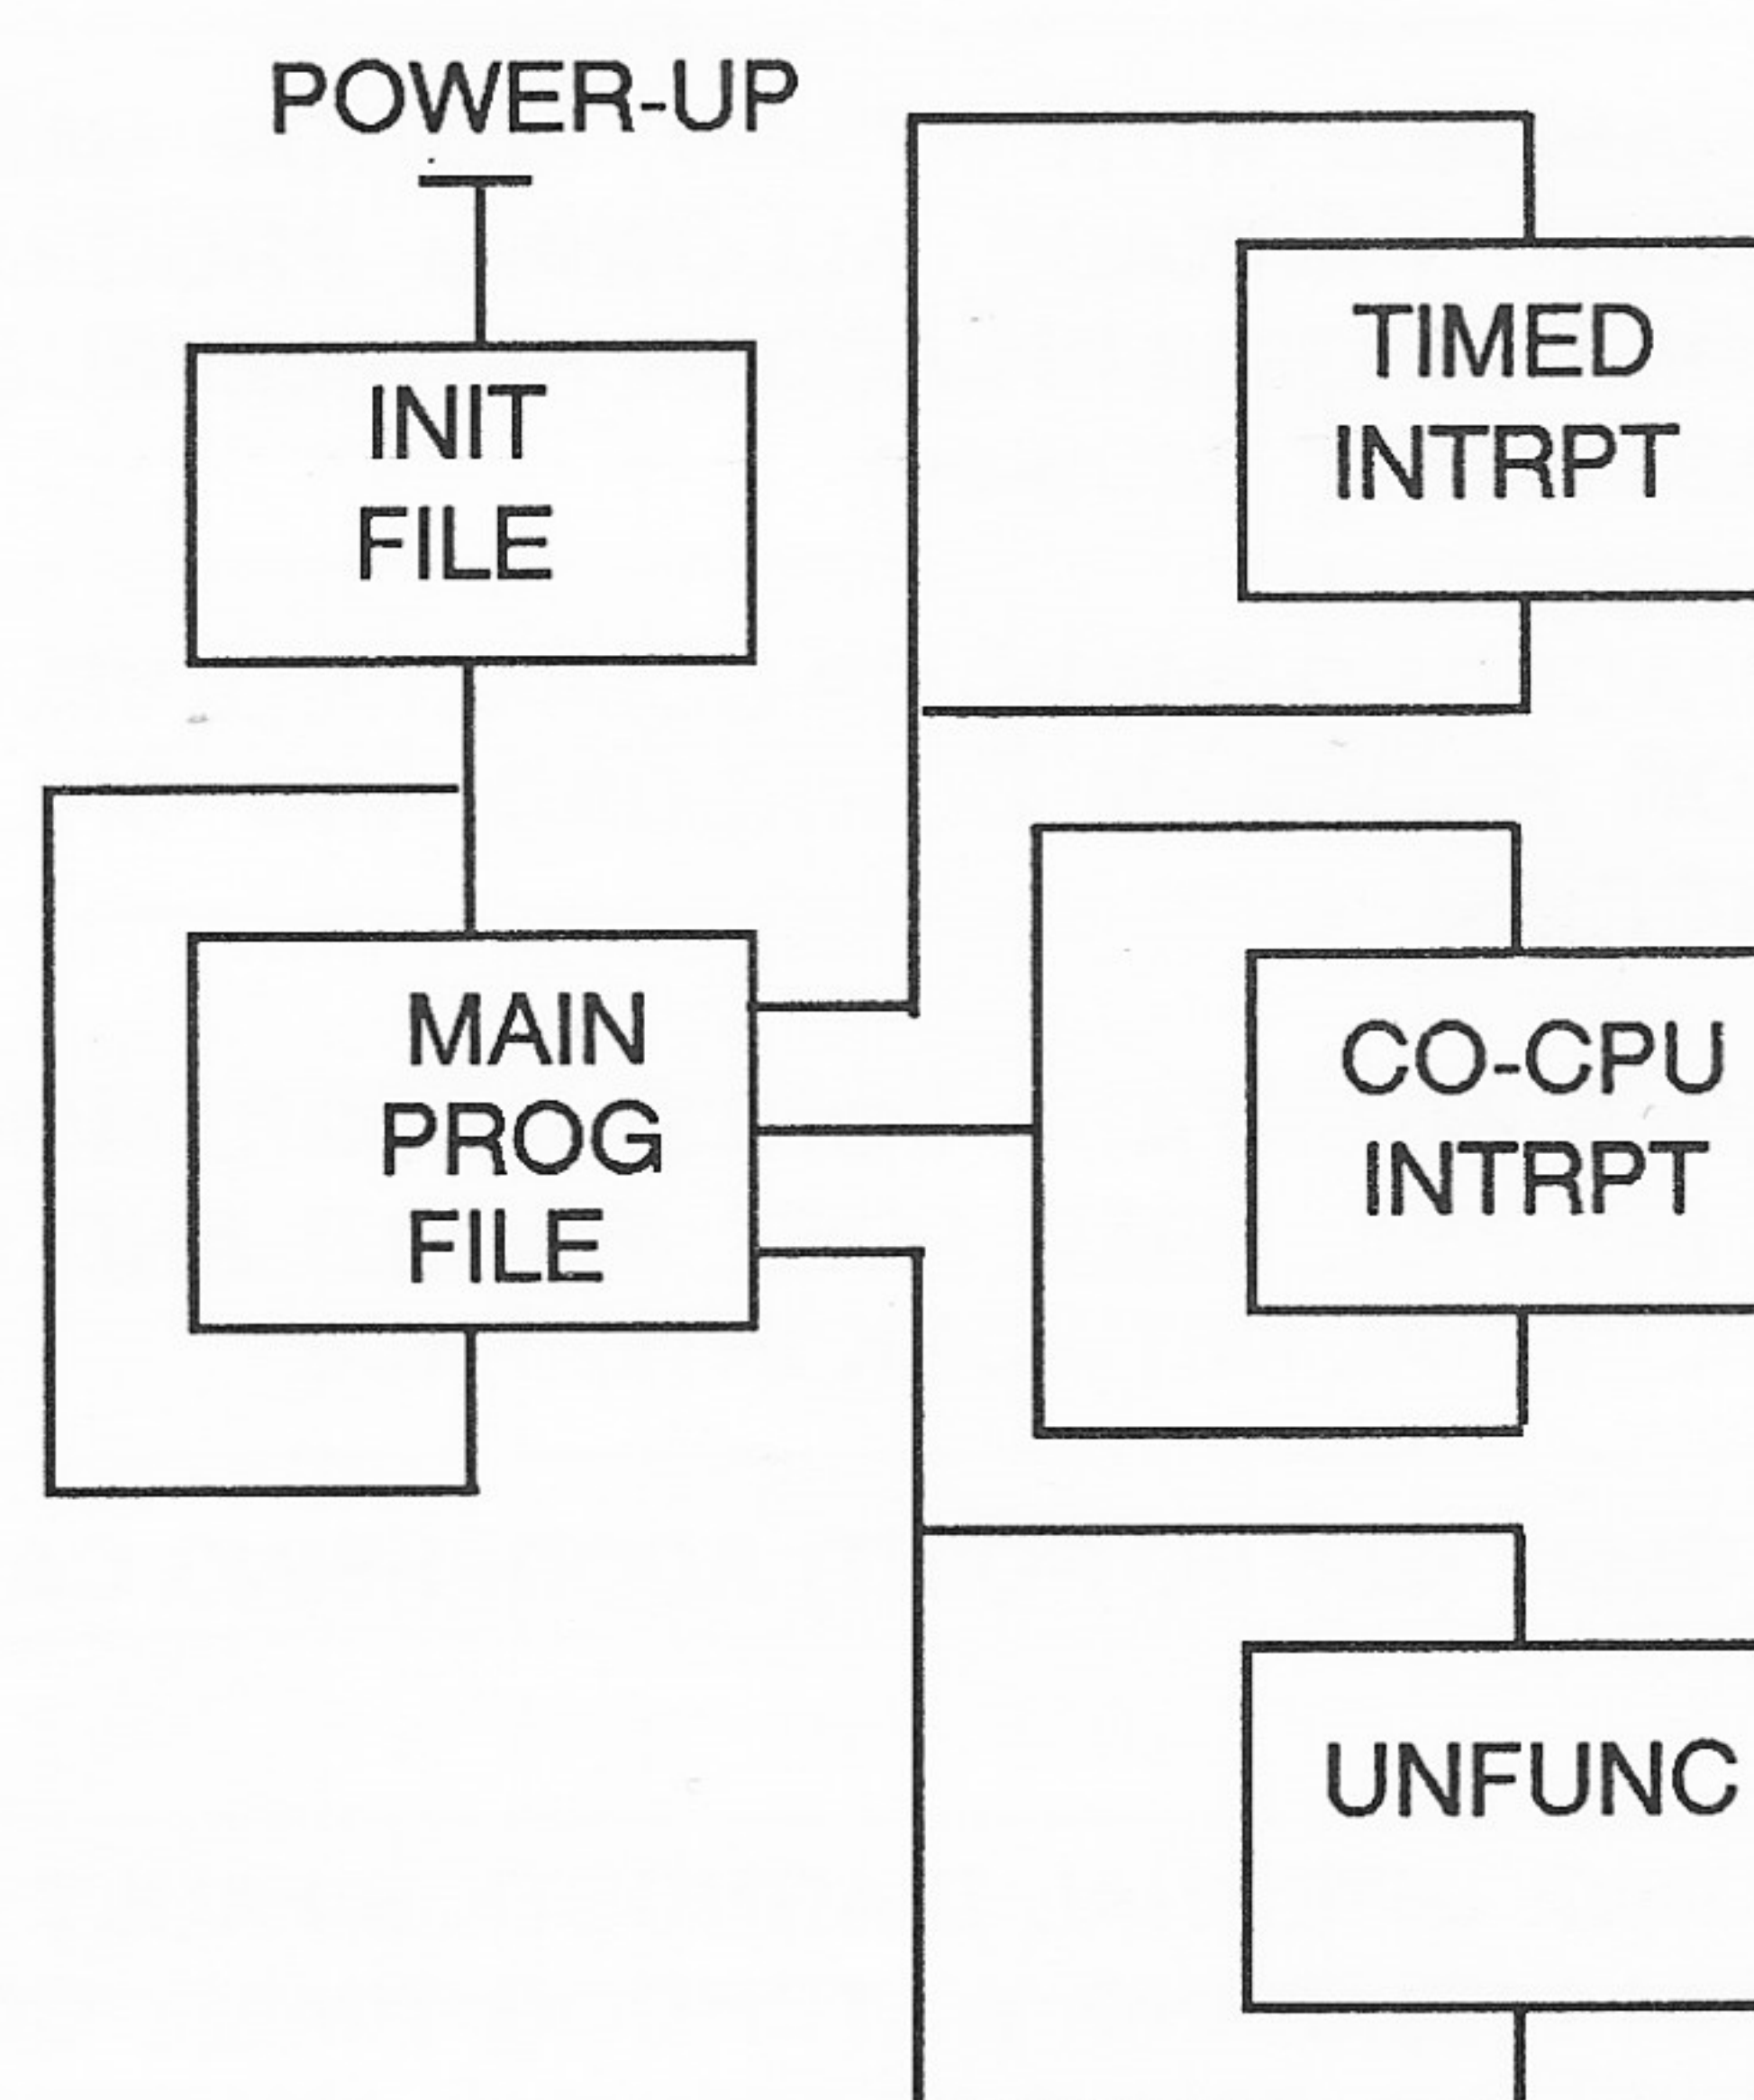 POWER-UP
INIT
FILE
MAIN
PROG
FILE
TIMED
INTRPT
CO-CPU
INTRPT
UNFUNC